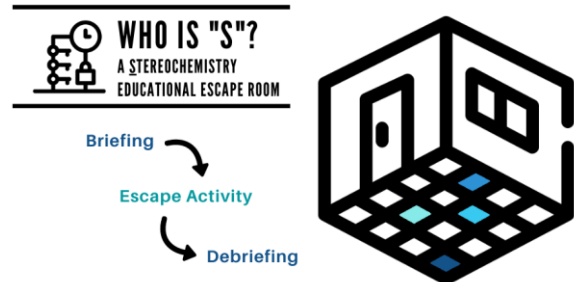 WHO IS "S"?
A STEREOCHEMISTRY
EDUCATIONAL ESCAPE ROOM
Briefing
Escape Activity
Debriefing